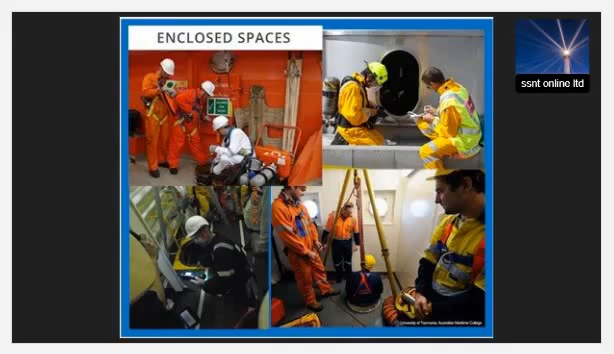 ENCLOSED SPACES
ssnt online ltd
University of Tasmania, Australian Maritime College